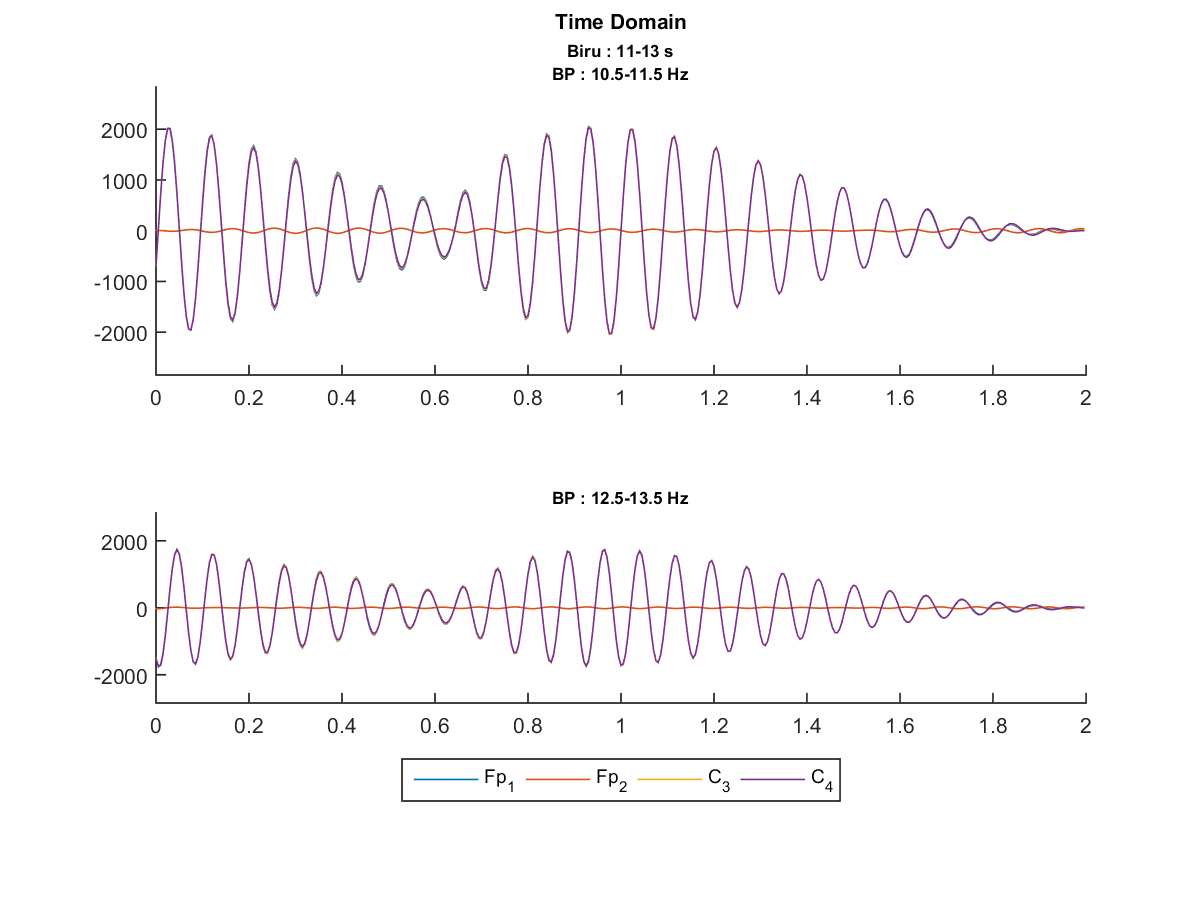 Time Domain
Biru : 11-13 s
BP : 10.5-11.5 Hz
2000
1000
0
-1000
-2000
0 0.2 0.4 0.6 0.8 1 1.2 1.4 1.6 1.8 2
BP : 12.5-13.5 Hz
2000
0
-2000
0 0.2 0.4 0.6 0.8 1 1.2 1.4 1.6 1.8 2
Fp1 Fp2 C3 C4